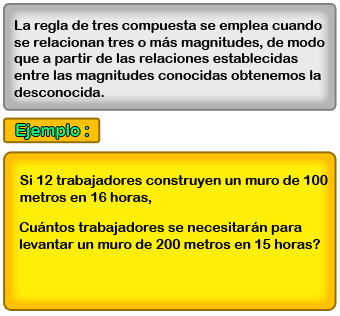 La regla de tres compuesta se emplea cuando
se relacionan tres o más magnitudes, de modo
que a partir de las relaciones establecidas
entre las magnitudes conocidas obtenemos la
desconocida.
Ejemplo :
Si 12 trabajadores construyen un muro de 100
metros en 16 horas,
Cuántos trabajadores se necesitarán para
levantar un muro de 200 metros en 15 horas?